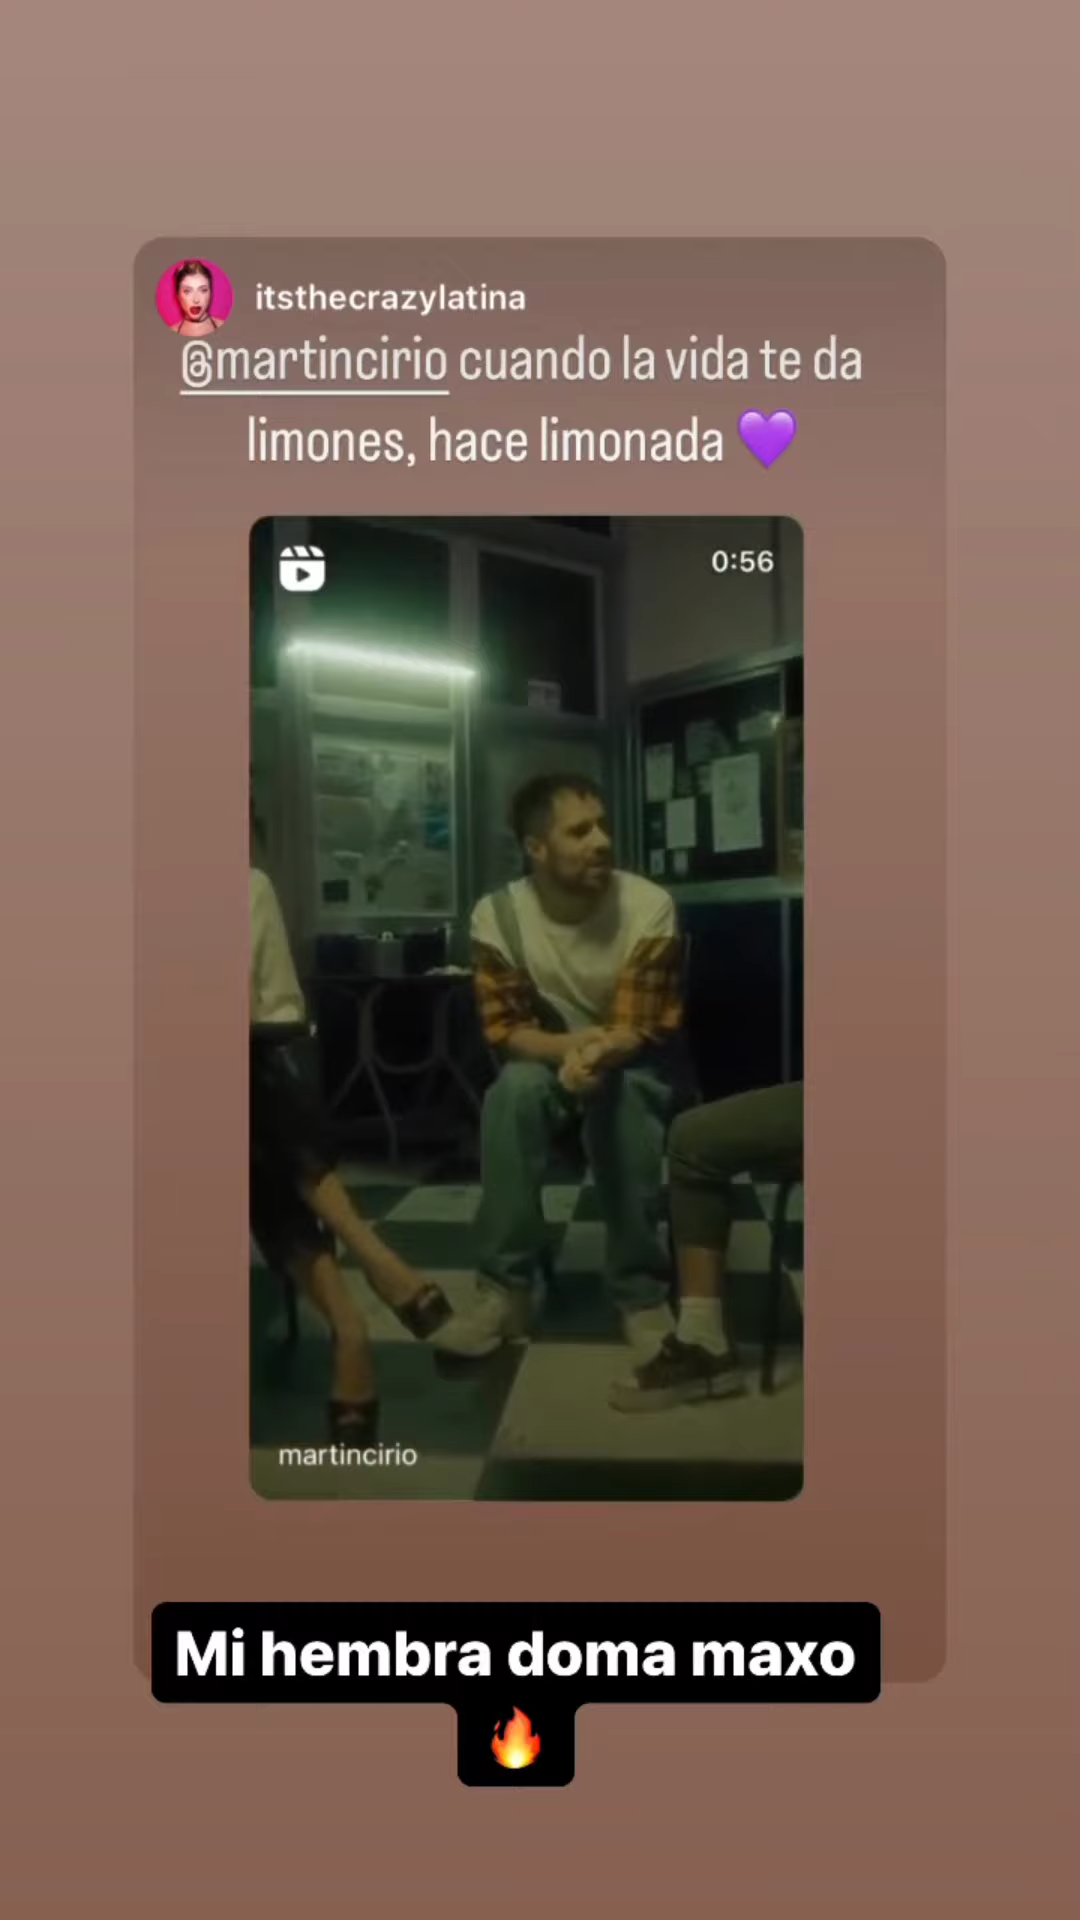 itsthecrazylatina
@martincirio cuando la vida te da
limones, hace limonada 💜
0:56
martincirio
Mi hembra doma maxo
🔥